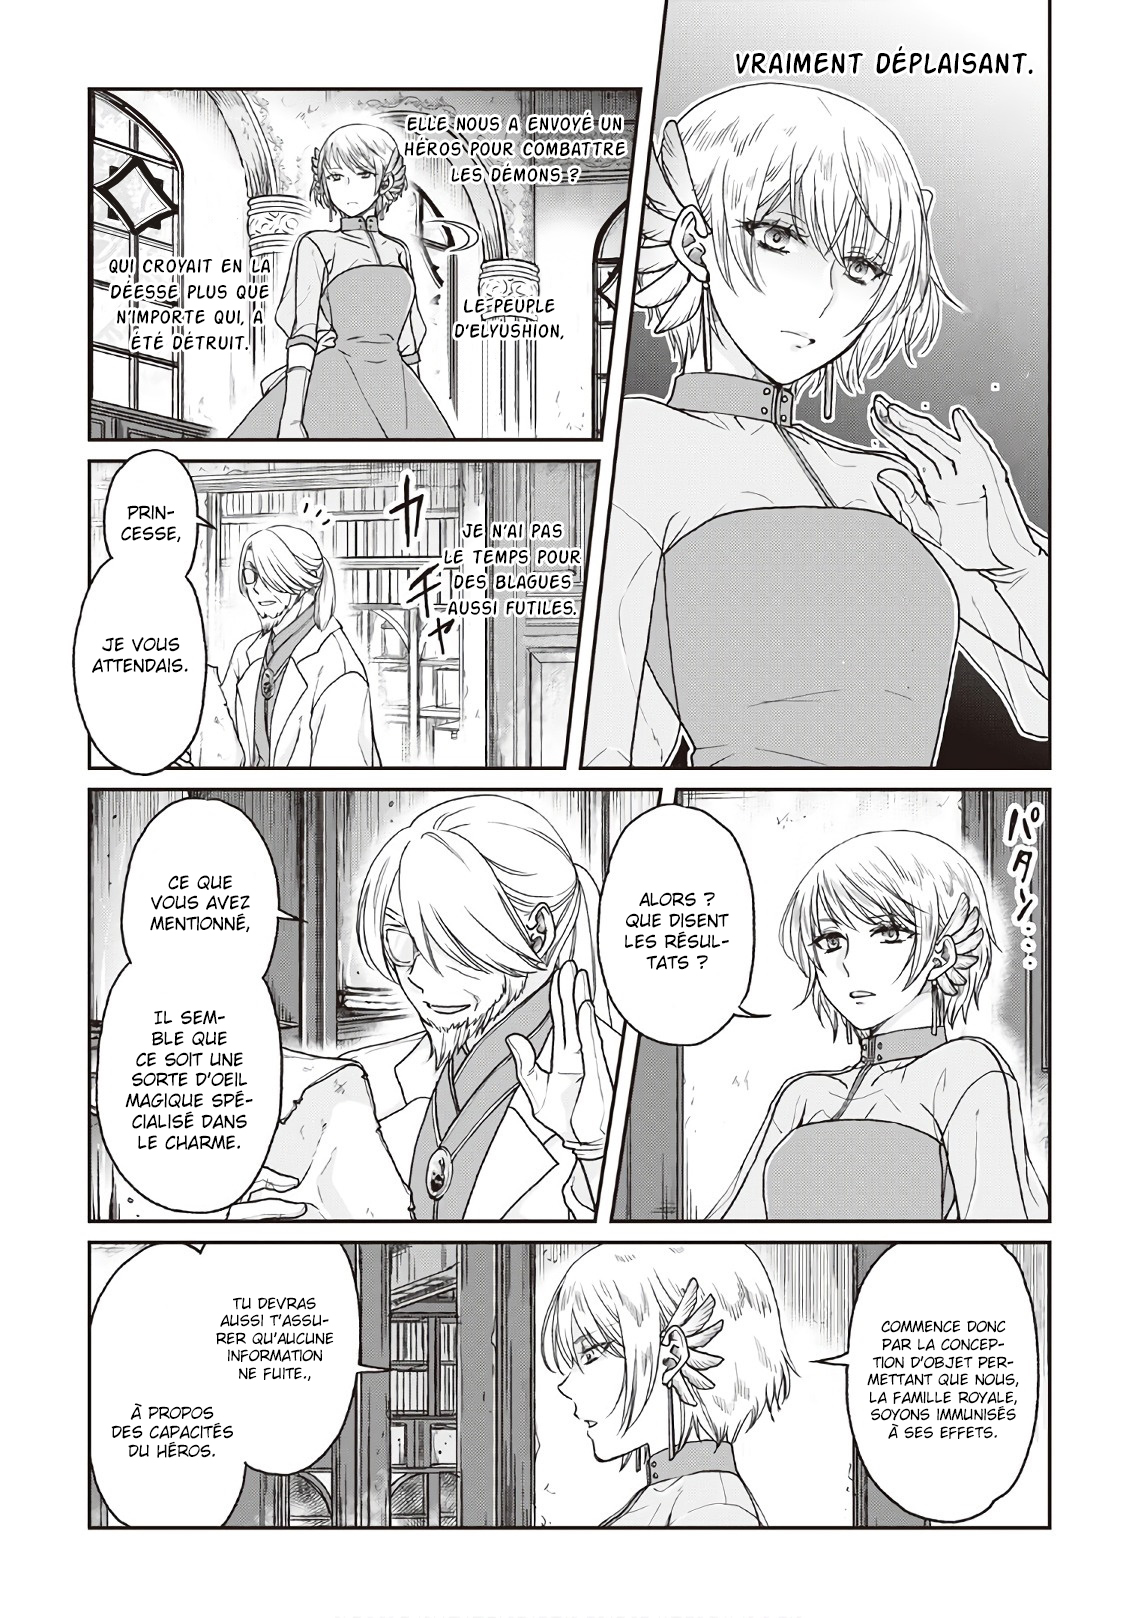 VRAIMENT DÉPLAISANT.
ELLE NOUS A ENVOYÉ UN
HÉROS POUR COMBATTRE
LES DÉMONS ?
LE PEUPLE
D'ELYUSHION,
QUI CROYAIT EN LA
DÉESSE PLUS QUE
N'IMPORTE QUI, A
ÉTÉ DÉTRUIT.
JE N'AI PAS
LE TEMPS POUR
DES BLAGUES
AUSSI FUTILES.
ガチャ
PRIN-
CESSE,
JE VOUS
ATTENDAIS.
パタン...
ALORS ?
QUE DISENT
LES RÉSUL-
TATS ?
CE QUE
VOUS AVEZ
MENTIONNÉ,
IL SEM-
BLE QUE
CE SOIT UNE
SORTE D'OEIL
MAGIQUE SPÉ-
CIALISÉ DANS
LE CHARME.
COMMENCE DONC
PAR LA CONCEP-
TION D'OBJET PER-
METTANT QUE NOUS,
LA FAMILLE ROYALE,
SOYONS IMMUNISÉS
À SES EFFETS.
TU DEVRAS
AUSSI T'ASSU-
RER QU'AUCUNE
INFORMATION
NE FUITE.,
À PROPOS
DES CAPACITÉS
DU HÉROS.